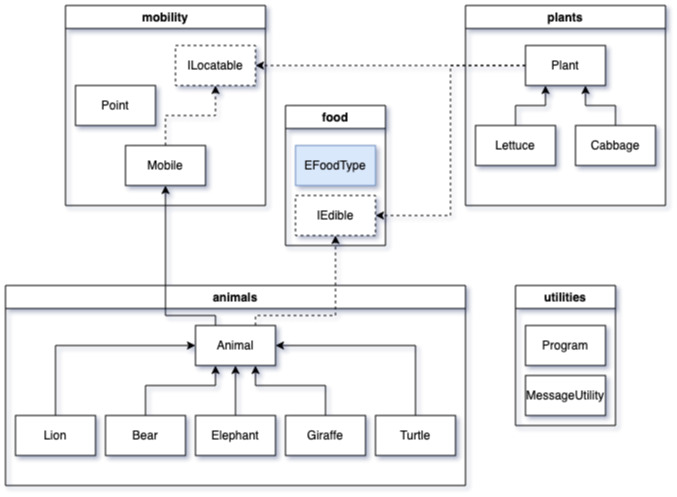 mobility
ILocatable
Point
Mobile
plants
Plant
Lettuce
Cabbage
food
EFoodType
IEdible
animals
Animal
Lion
Bear
Elephant
Giraffe
Turtle
utilities
Program
MessageUtility